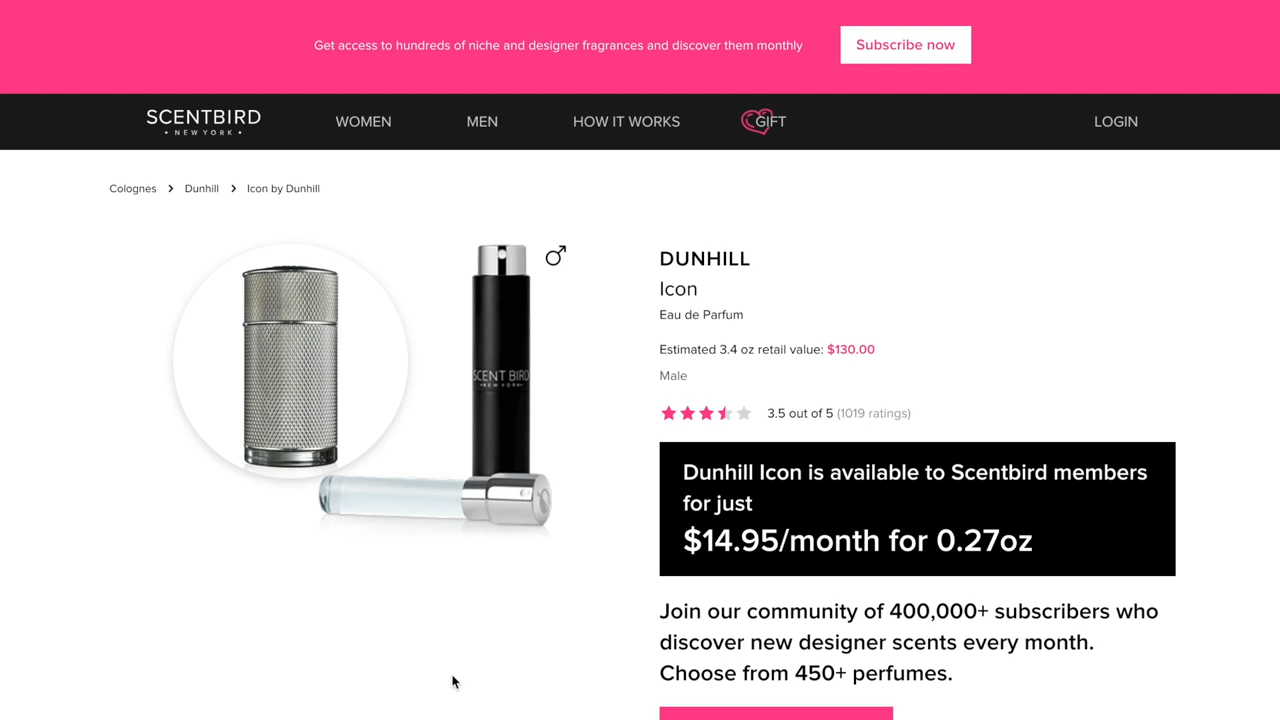 Get access to hundreds of niche and designer fragrances and discover them monthly
Subscribe now
SCENTBIRD
• NEW YORK •
WOMEN
MEN
HOW IT WORKS
GIFT
LOGIN
Colognes
Dunhill
Icon by Dunhill
SCENT BIRD
• NEW YORK •
DUNHILL
Icon
Eau de Parfum
Estimated 3.4 oz retail value: $130.00
Male
3.5 out of 5 (1019 ratings)
Dunhill Icon is available to Scentbird members
for just
$14.95/month for 0.27oz
Join our community of 400,000+ subscribers who
discover new designer scents every month.
Choose from 450+ perfumes.